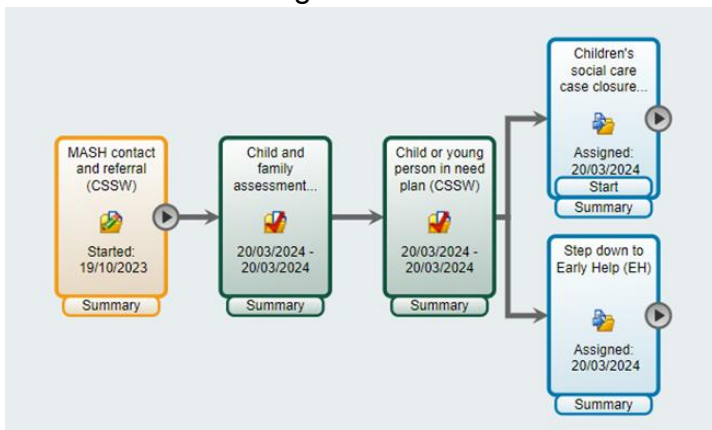 MASH contact
and referral
(CSSW)
Started:
19/10/2023
Summary
Child and
family
assessment...
20/03/2024 -
20/03/2024
Summary
Child or young
person in need
plan (CSSW)
20/03/2024 -
20/03/2024
Summary
Children's
social care
case closure...
Assigned:
20/03/2024
Start
Summary
Step down to
Early Help (EH)
Assigned:
20/03/2024
Summary